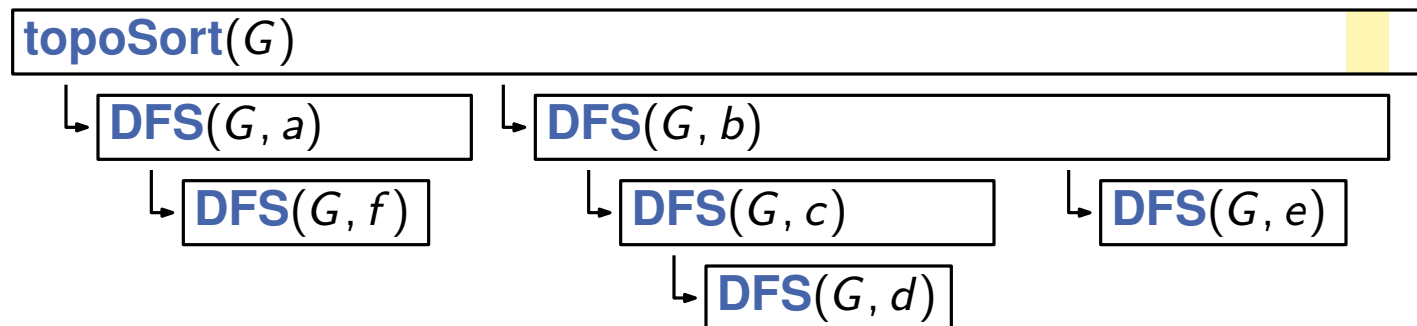 topoSort(G)
DFS(G, a) DFS(G, b)
DFS(G, f) DFS(G, c) DFS(G, e)
DFS(G, d)